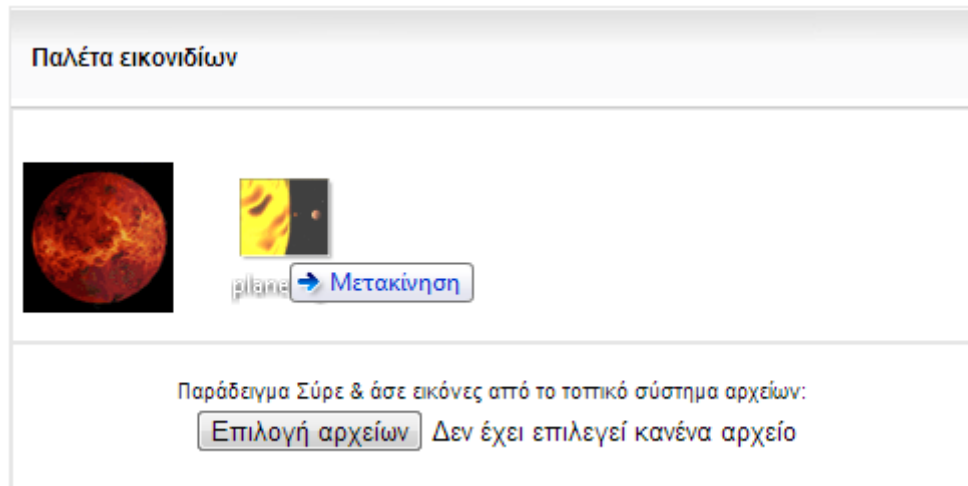 Παλέτα εικονιδίων
Μετακίνηση
Παράδειγμα Σύρε & άσε εικόνες από το τοπικό σύστημα αρχείων:
Επιλογή αρχείων Δεν έχει επιλεγεί κανένα αρχείο